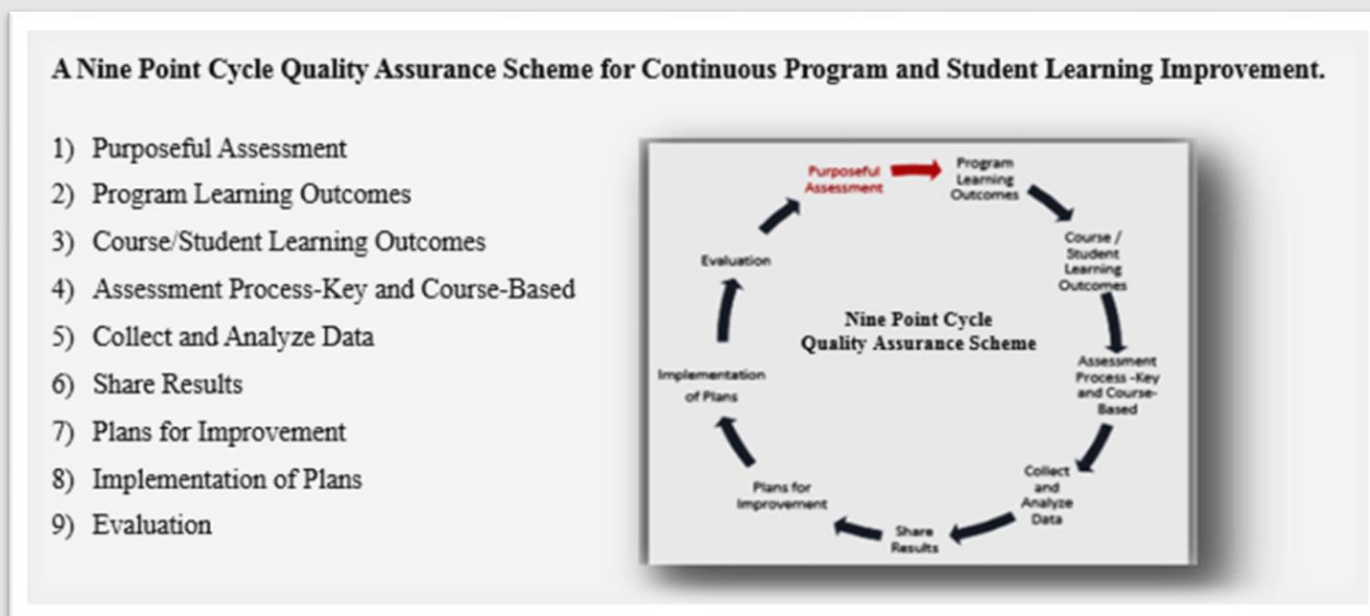 A Nine Point Cycle Quality Assurance Scheme for Continuous Program and Student Learning Improvement.
1) Purposeful Assessment
2) Program Learning Outcomes
3) Course/Student Learning Outcomes
4) Assessment Process-Key and Course-Based
5) Collect and Analyze Data
6) Share Results
7) Plans for Improvement
8) Implementation of Plans
9) Evaluation
Purposeful
Assessment
Program
Learning
Outcomes
Course /
Student
Learning
Outcomes
Assessment
Process -Key
and Course-
Based
Collect
and
Analyze
Data
Share
Results
Plans for
Improvement
Implementation
of Plans
Evaluation
Nine Point Cycle
Quality Assurance Scheme